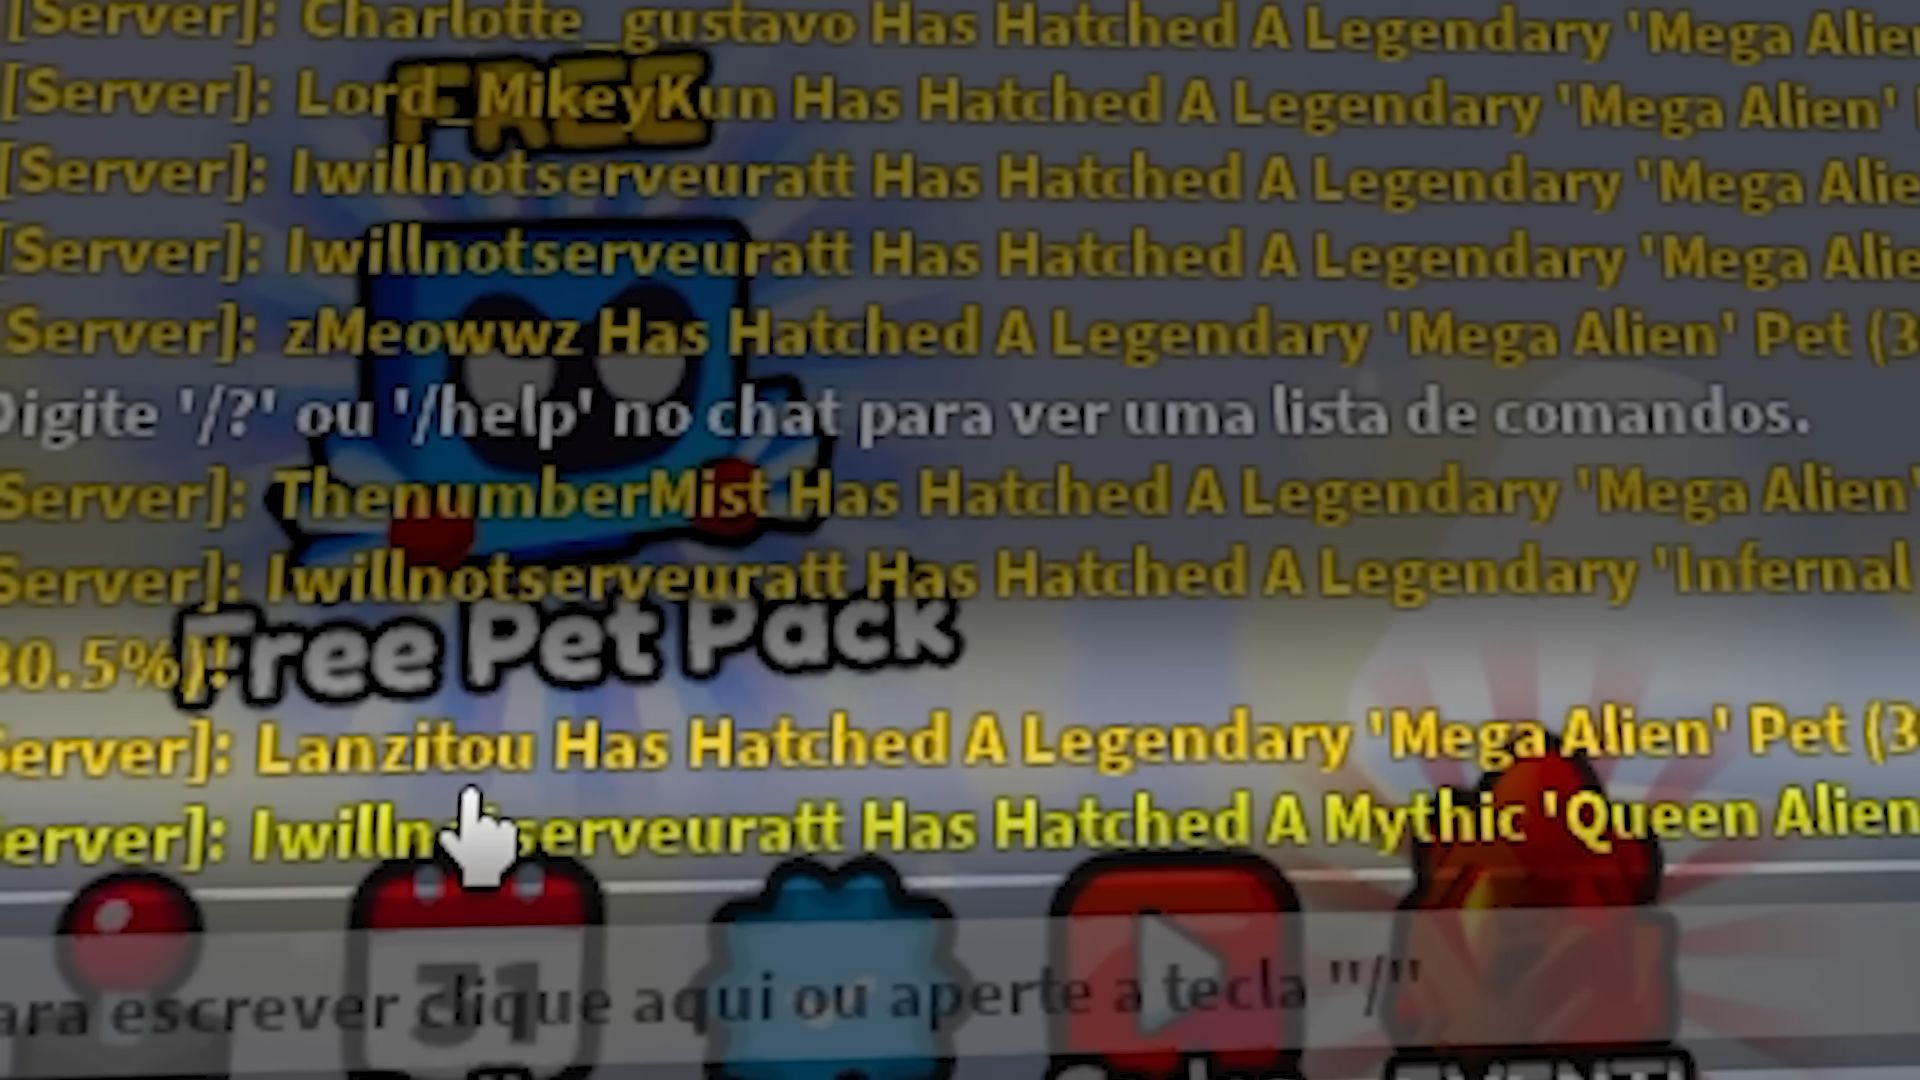 [Server]: Charlotte_gustavo Has Hatched A Legendary 'Mega Alien
FREE
[Server]: Lord_MikeyKun Has Hatched A Legendary 'Mega Alien'
[Server]: Iwillnotserveuratt Has Hatched A Legendary 'Mega Alie
[Server]: Iwillnotserveuratt Has Hatched A Legendary 'Mega Alie
[Server]: zMeowwz Has Hatched A Legendary 'Mega Alien' Pet (3
Digite '/?' ou '/help' no chat para ver uma lista de comandos.
Server]: ThenumberMist Has Hatched A Legendary 'Mega Alien'
Server]: Iwillnotserveuratt Has Hatched A Legendary 'Infernal
30.5%)!
Free Pet Pack
Server]: Lanzitou Has Hatched A Legendary 'Mega Alien' Pet (3
erver]: Iwilln tserveuratt Has Hatched A Mythic 'Queen Alien
31
ara escrever clique aqui ou aperte a tecla "/"